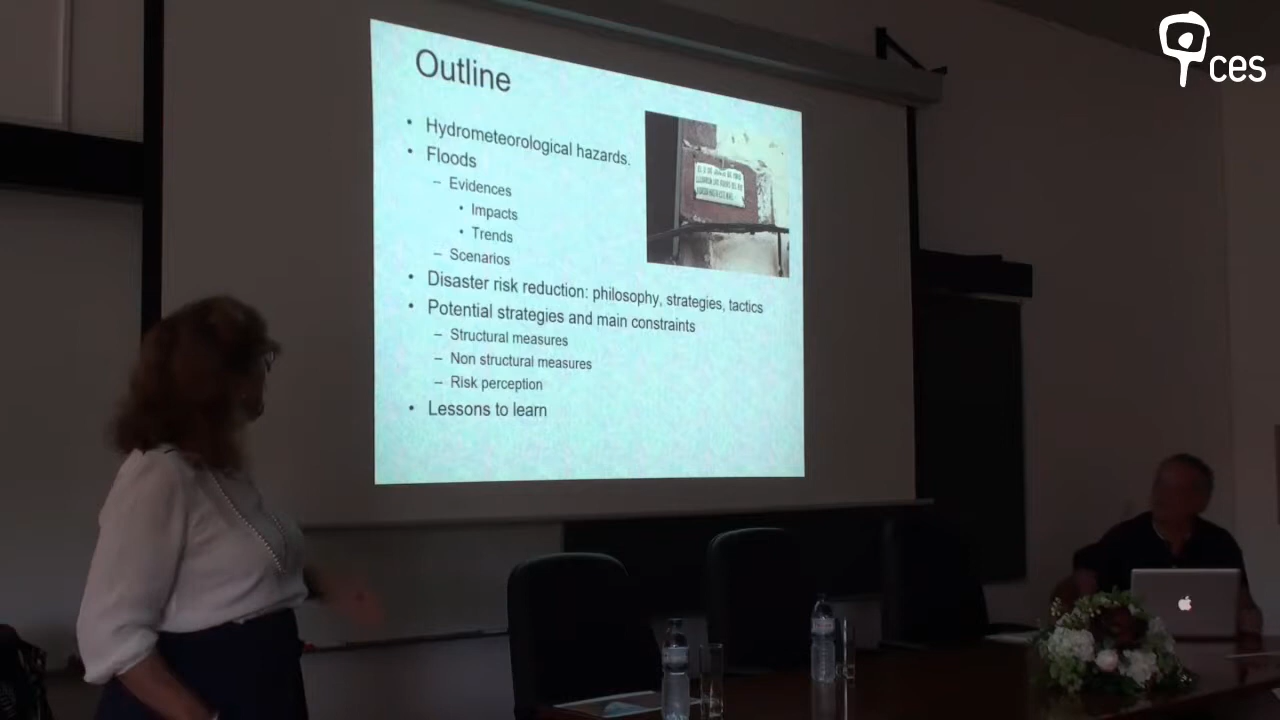 ces
Outline
• Hydrometeorological hazards.
• Floods
– Evidences
• Impacts
• Trends
– Scenarios
• Disaster risk reduction: philosophy, strategies, tactics
• Potential strategies and main constraints
– Structural measures
– Non structural measures
– Risk perception
• Lessons to learn